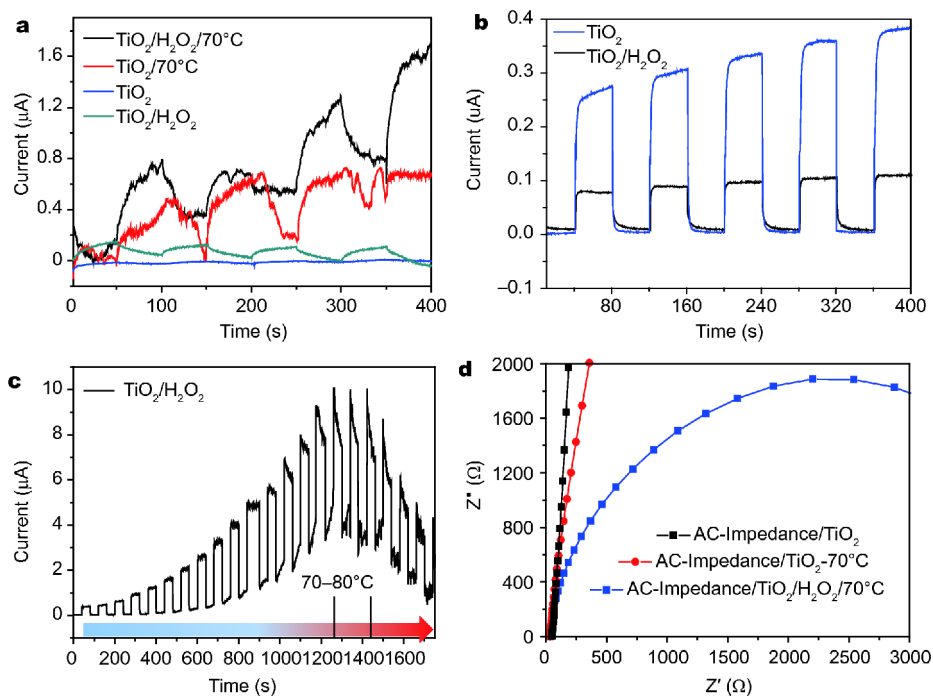 a
TiO₂/H₂O₂/70°C
TiO₂/70°C
TiO₂
TiO₂/H₂O₂
Current (µA)
1.6
1.2
0.8
0.4
0
0 100 200 300 400
Time (s)
b
TiO₂
TiO₂/H₂O₂
Current (uA)
0.4
0.3
0.2
0.1
0.0
–0.1
80 160 240 320 400
Time (s)
c
TiO₂/H₂O₂
Current (µA)
10
8
6
4
2
0
70–80°C
0 200 400 600 800 1000 1200 1400 1600
Time (s)
d
Z" (Ω)
2000
1600
1200
800
400
0
AC-Impedance/TiO₂
AC-Impedance/TiO₂-70°C
AC-Impedance/TiO₂/H₂O₂/70°C
0 500 1000 1500 2000 2500 3000
Z′ (Ω)